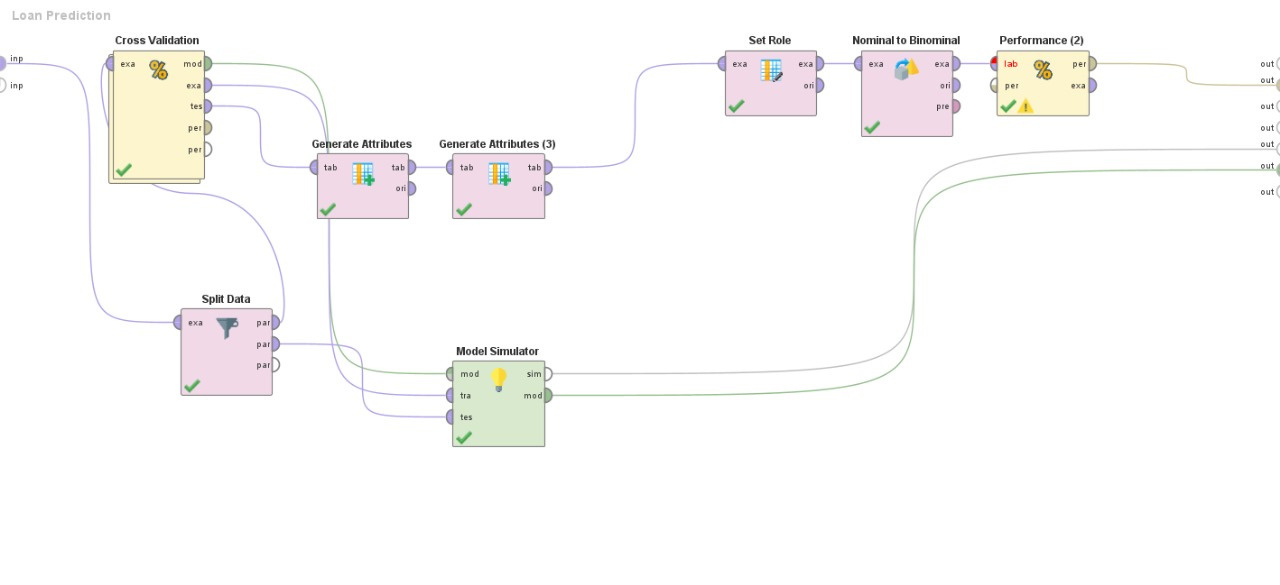 Loan Prediction
inp
inp
Cross Validation
exa
mod
exa
tes
per
per
Generate Attributes
tab
tab
ori
Generate Attributes (3)
tab
tab
ori
Set Role
exa
exa
ori
Nominal to Binominal
exa
exa
ori
pre
Performance (2)
lab
per
per
exa
out
out
out
out
out
out
out
Split Data
exa
par
par
par
Model Simulator
mod
sim
tra
mod
tes